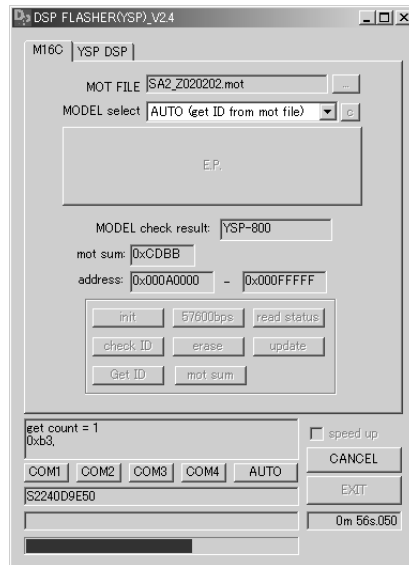 DSP FLASHER(YSP)_V2.4
M16C YSP DSP
MOT FILE SA2_Z020202.mot ...
MODEL select AUTO (get ID from mot file) c
E.P.
MODEL check result: YSP-800
mot sum: 0xCDBB
address: 0x000A0000 - 0x000FFFFF
init 57600bps read status
check ID erase update
Get ID mot sum
get count = 1
0xb3,
speed up
CANCEL
COM1 COM2 COM3 COM4 AUTO
S2240D9E50
EXIT
0m 56s.050